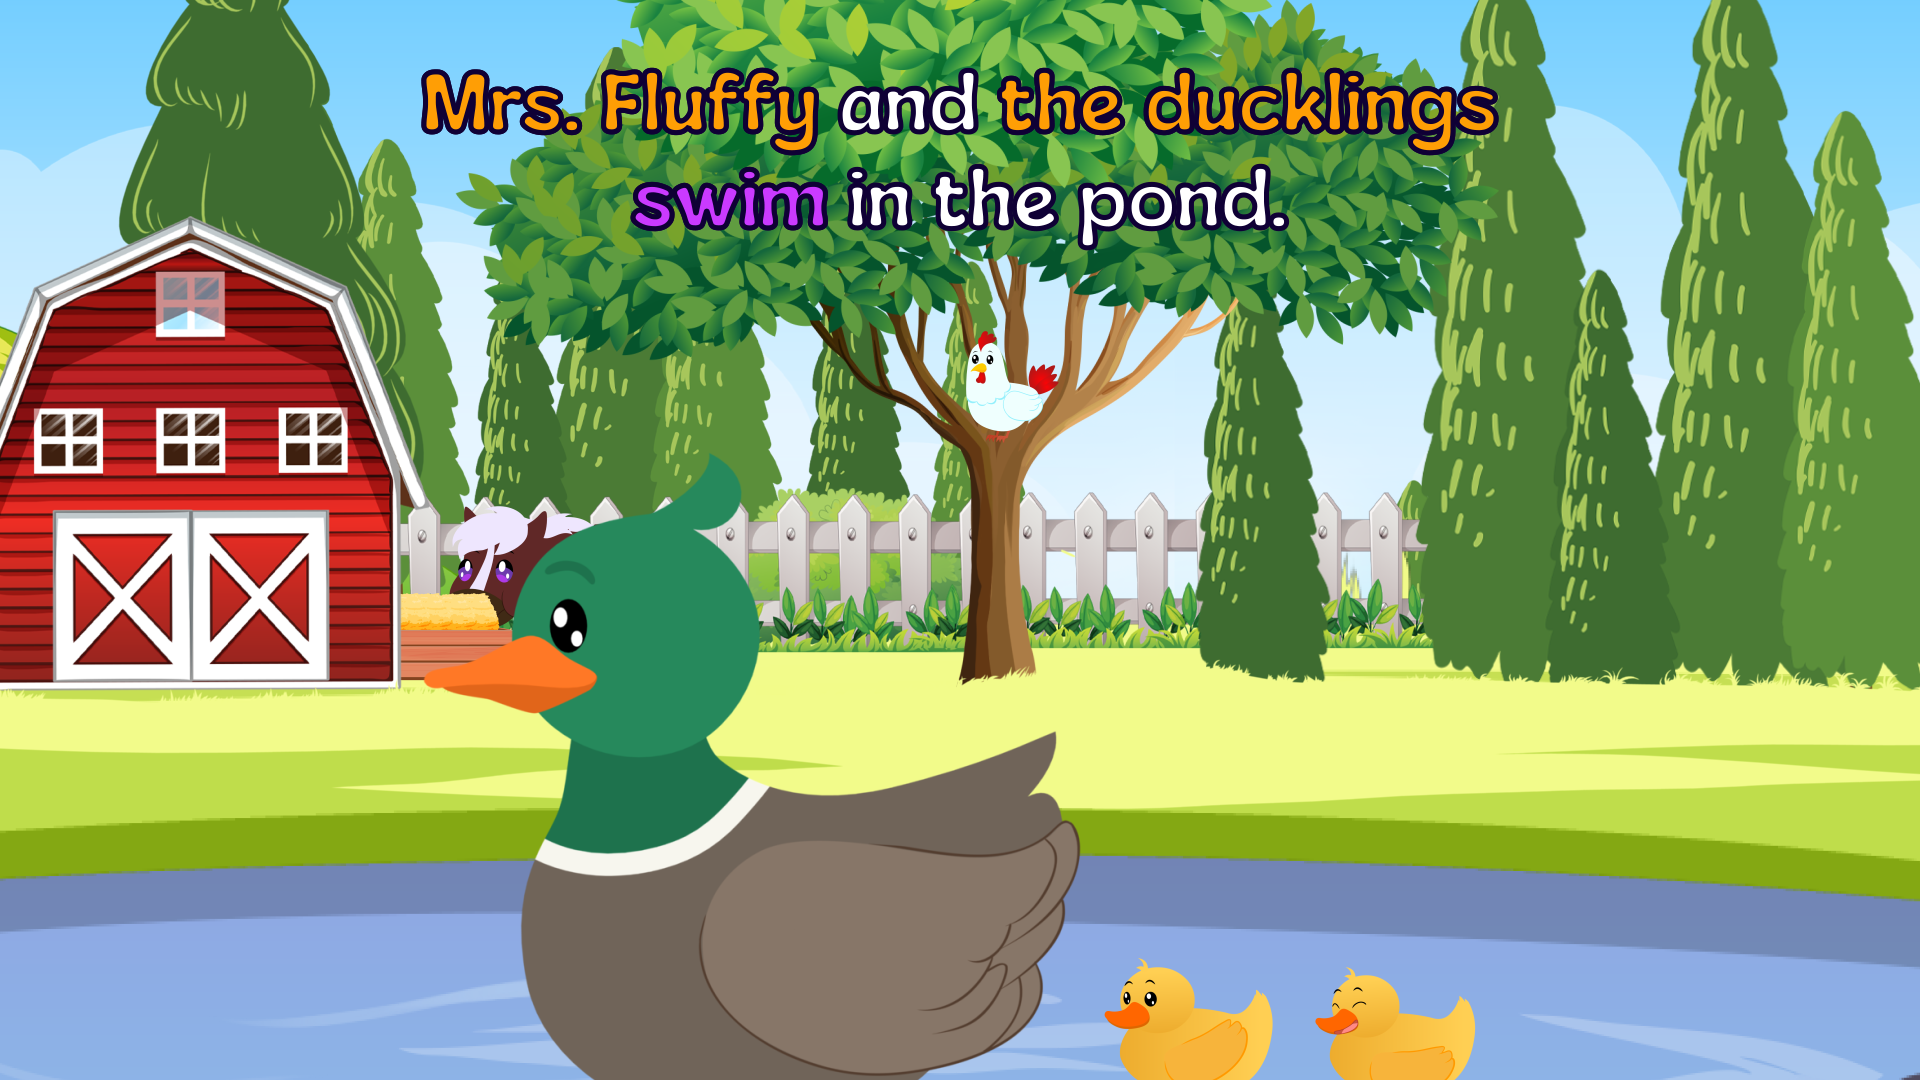 Mrs. Fluffy and the ducklings
swim in the pond.